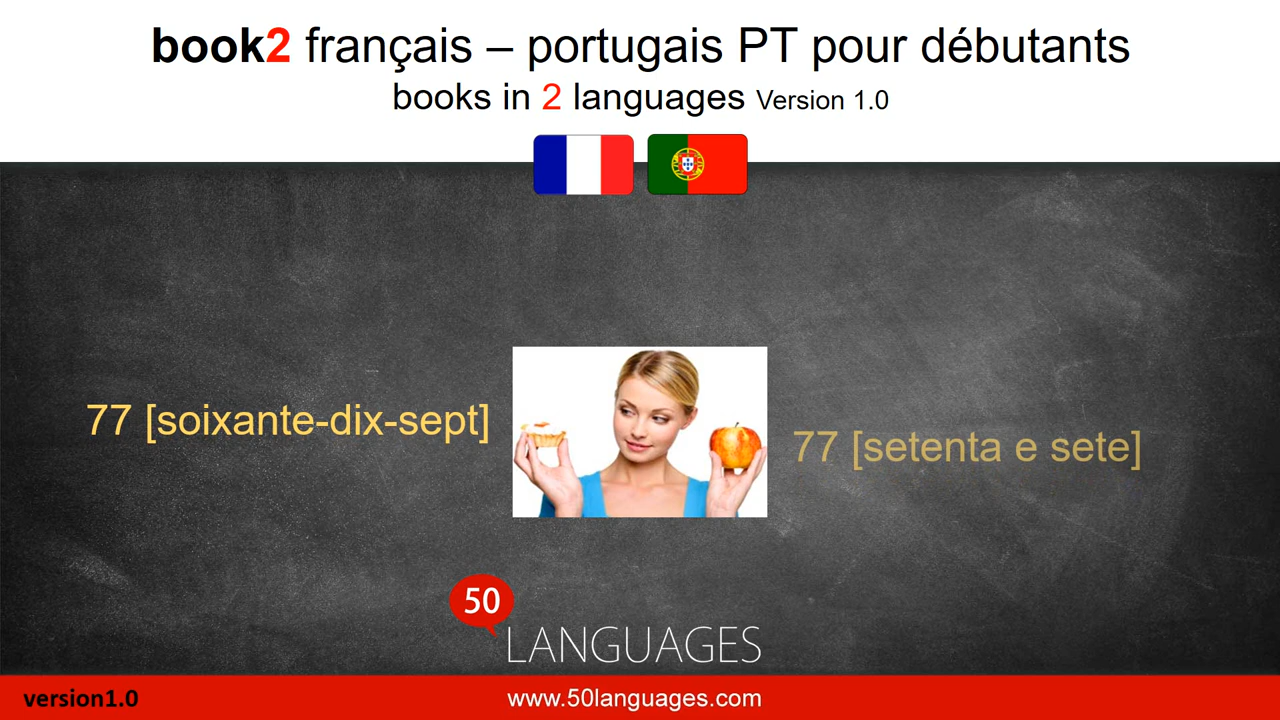 book2 français – portugais PT pour débutants
books in 2 languages Version 1.0
77 [soixante-dix-sept]
77 [setenta e sete]
50
LANGUAGES
version1.0
www.50languages.com